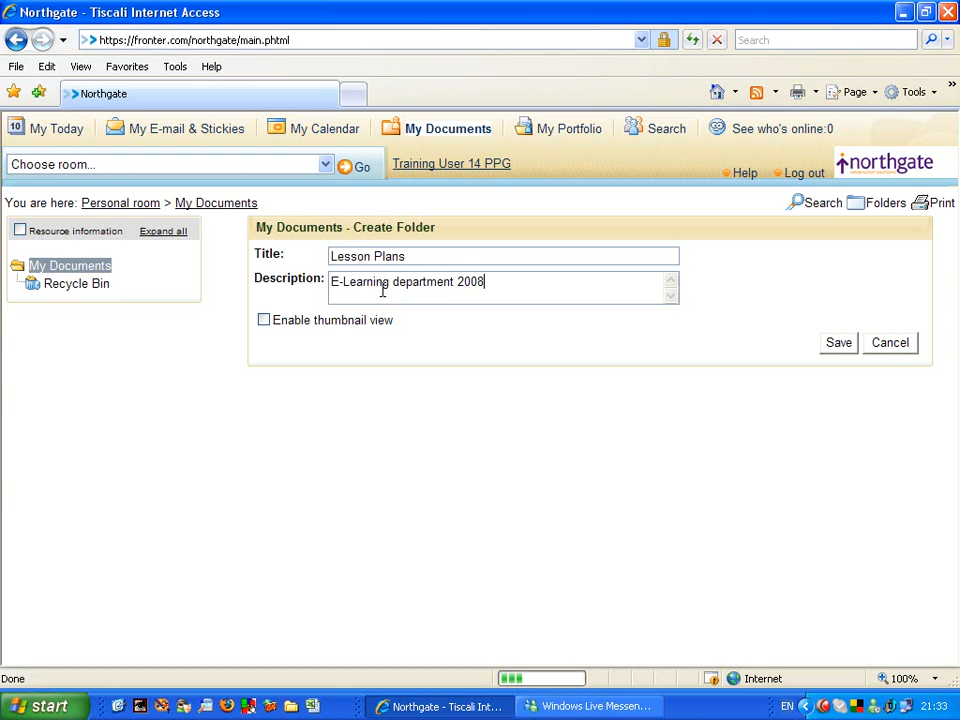 Northgate - Tiscali Internet Access
https://fronter.com/northgate/main.phtml
Search
File Edit View Favorites Tools Help
Northgate
Page Tools
10 My Today My E-mail & Stickies My Calendar My Documents My Portfolio Search See who's online:0
Choose room... Go Training User 14 PPG northgate
Help Log out
You are here: Personal room > My Documents Search Folders Print
Resource information Expand all
My Documents
Recycle Bin
My Documents - Create Folder
Title: Lesson Plans
Description: E-Learning department 2008
Enable thumbnail view
Save Cancel
Done Internet 100%
start Northgate - Tiscali Int... Windows Live Messen... EN 21:33